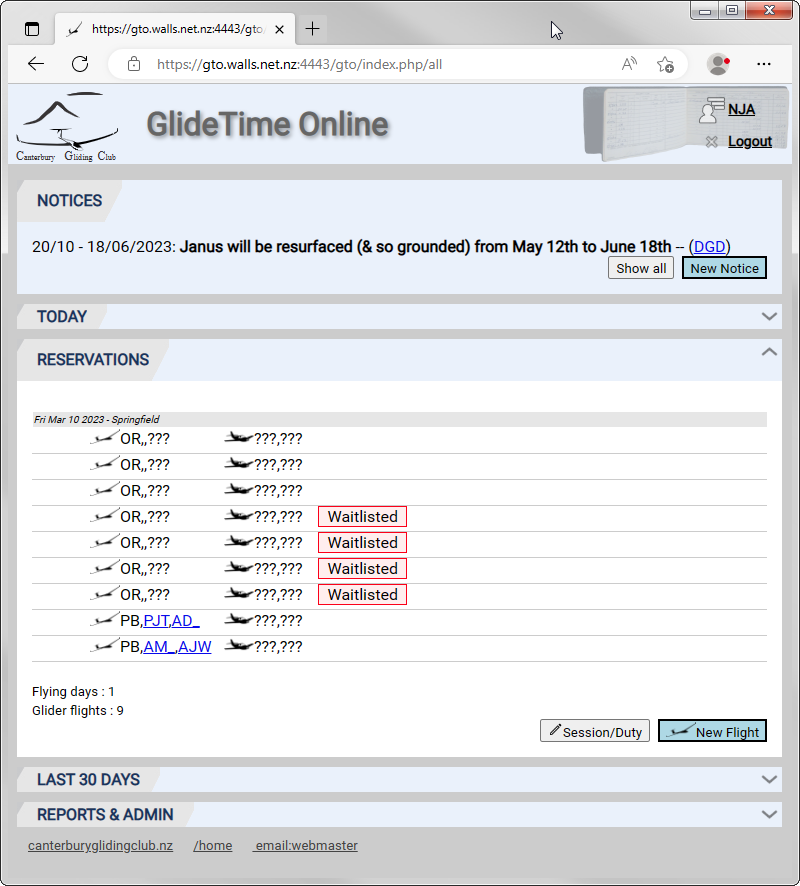 https://gto.walls.net.nz:4443/gto/
https://gto.walls.net.nz:4443/gto/index.php/all
Canterbury Gliding Club
GlideTime Online
NJA
Logout
NOTICES
20/10 - 18/06/2023: Janus will be resurfaced (& so grounded) from May 12th to June 18th -- (DGD)
Show all New Notice
TODAY
RESERVATIONS
Fri Mar 10 2023 - Springfield
OR,,??? ???,???
OR,,??? ???,???
OR,,??? ???,???
OR,,??? ???,??? Waitlisted
OR,,??? ???,??? Waitlisted
OR,,??? ???,??? Waitlisted
OR,,??? ???,??? Waitlisted
PB,PJT,AD_ ???,???
PB,AM_,AJW ???,???
Flying days : 1
Glider flights : 9
Session/Duty New Flight
LAST 30 DAYS
REPORTS & ADMIN
canterburyglidingclub.nz /home email:webmaster